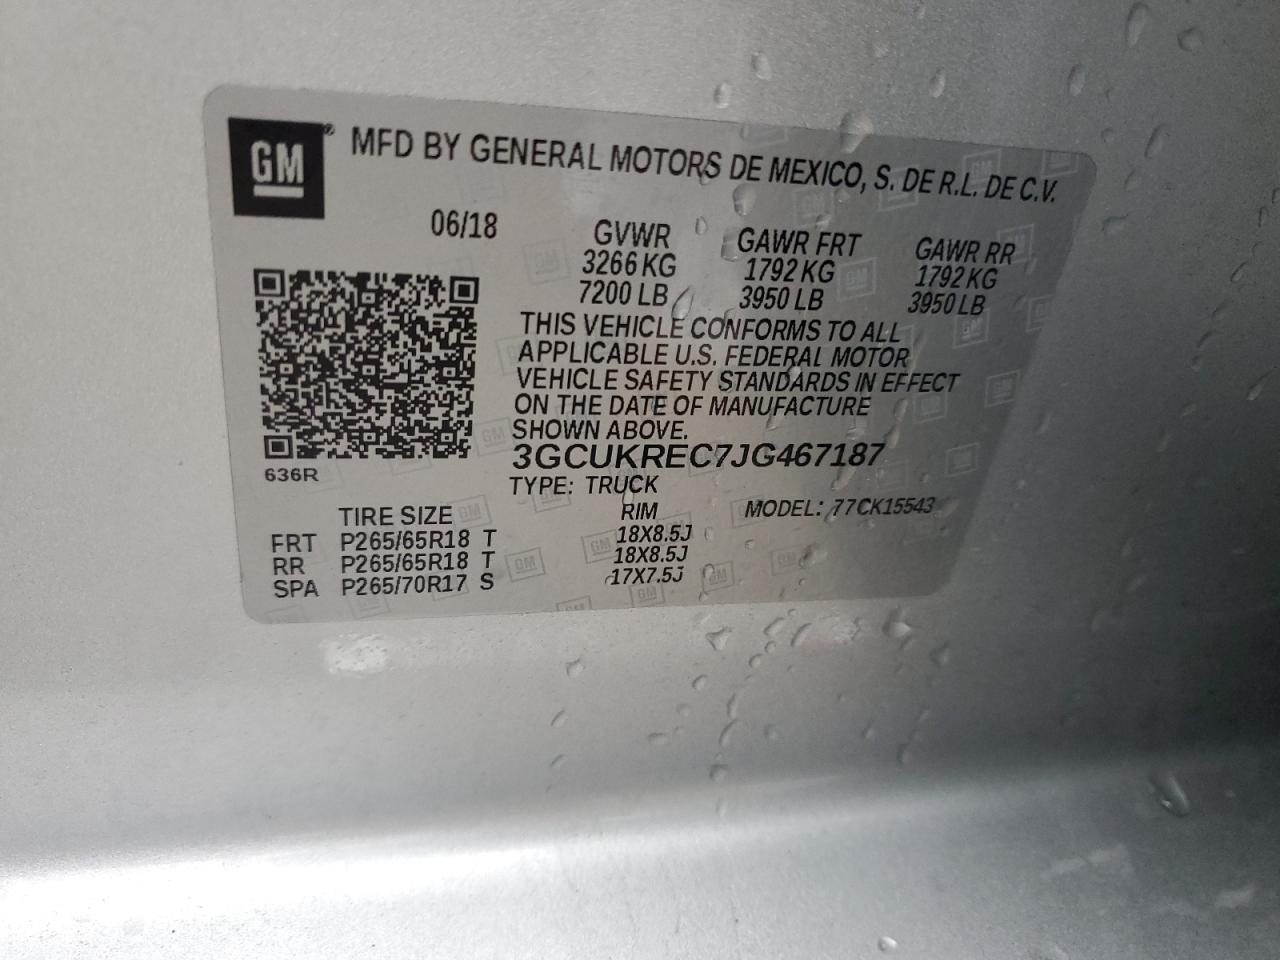 GM® MFD BY GENERAL MOTORS DE MEXICO, S. DE R.L. DE C.V.
06/18 GVWR GAWR FRT GAWR RR
3266 KG 1792 KG 1792 KG
7200 LB 3950 LB 3950 LB
THIS VEHICLE CONFORMS TO ALL
APPLICABLE U.S. FEDERAL MOTOR
VEHICLE SAFETY STANDARDS IN EFFECT
ON THE DATE OF MANUFACTURE
SHOWN ABOVE.
3GCUKREC7JG467187
636R
TYPE: TRUCK
TIRE SIZE RIM MODEL: 77CK15543
FRT P265/65R18 T 18X8.5J
RR P265/65R18 T 18X8.5J
SPA P265/70R17 S 17X7.5J